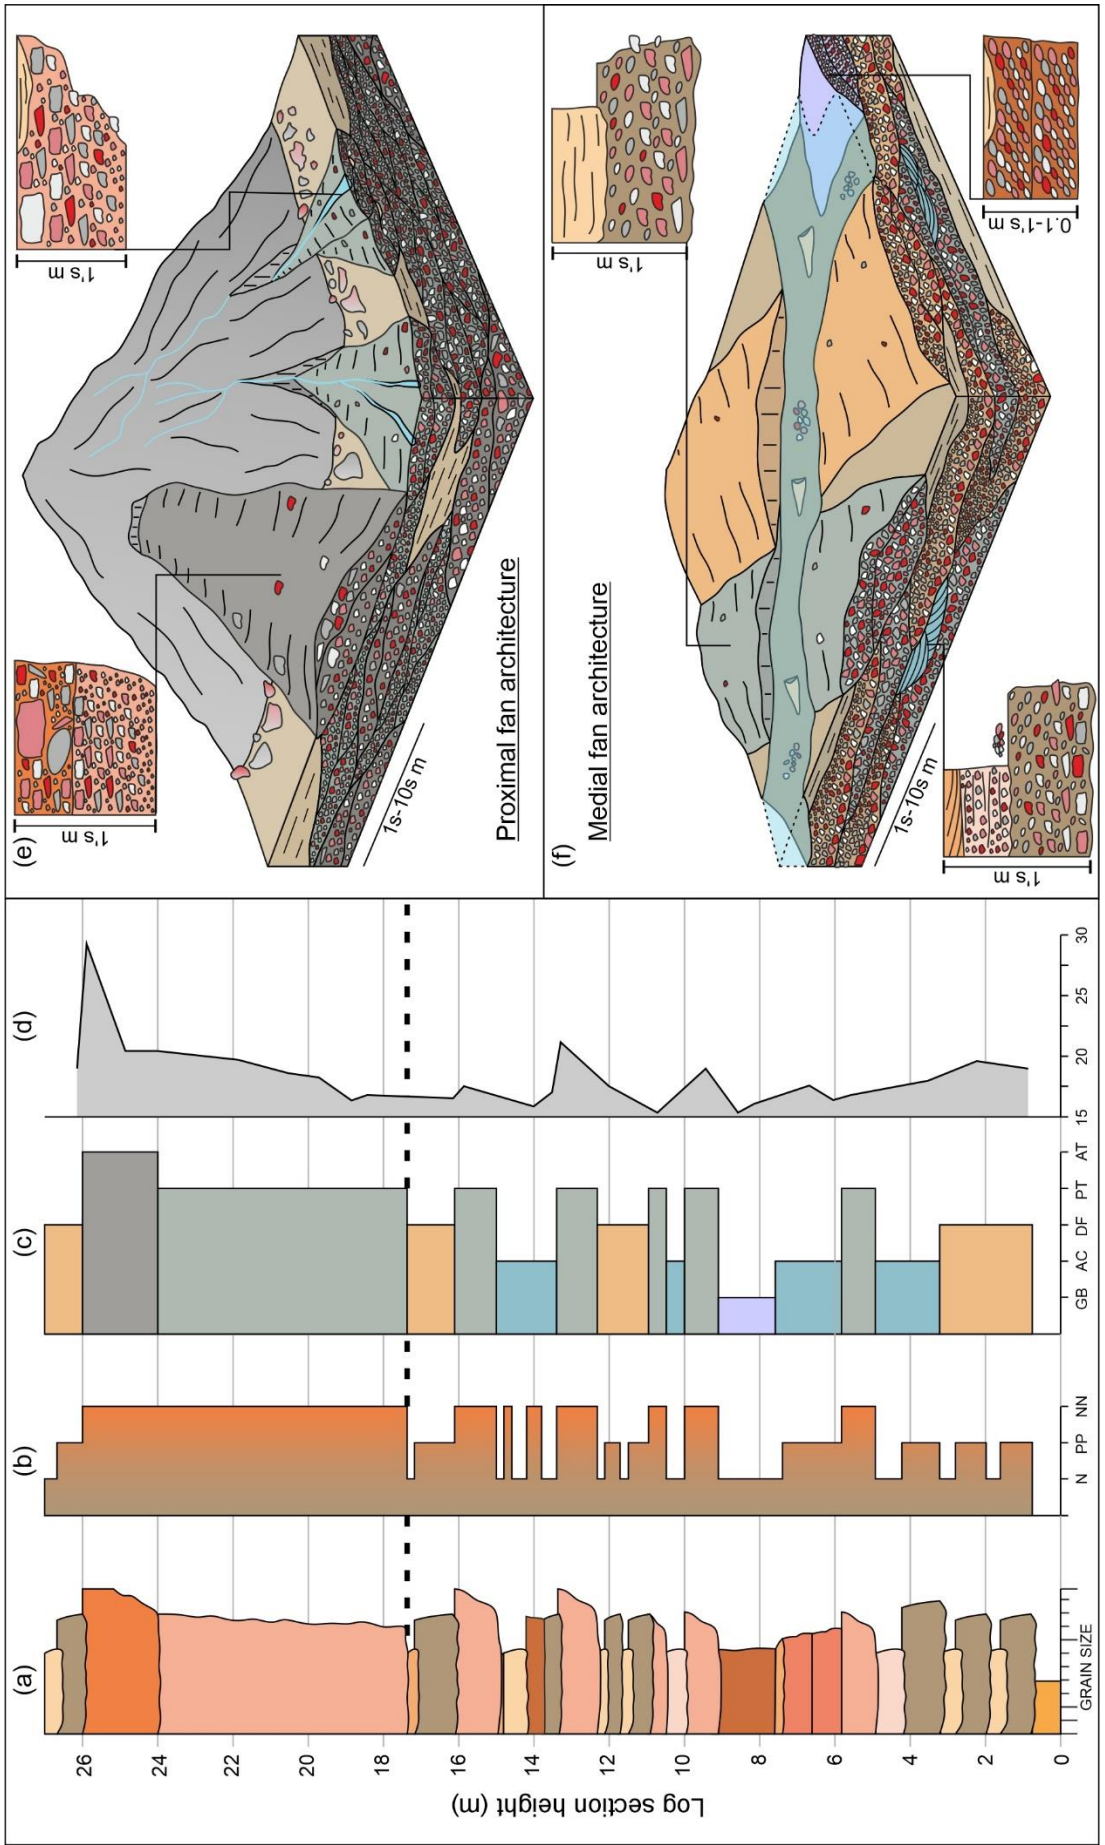 (a)
(b)
(c)
(d)
Log section height (m)
26
24
22
20
18
16
14
12
10
8
6
4
2
0
GRAIN SIZE
N
PP
NN
GB
AC
DF
PT
AT
15
20
25
30
(e)
1's m
1's m
1s-10s m
Proximal fan architecture
(f)
Medial fan architecture
1's m
1s-10s m
1's m
0.1-1's m